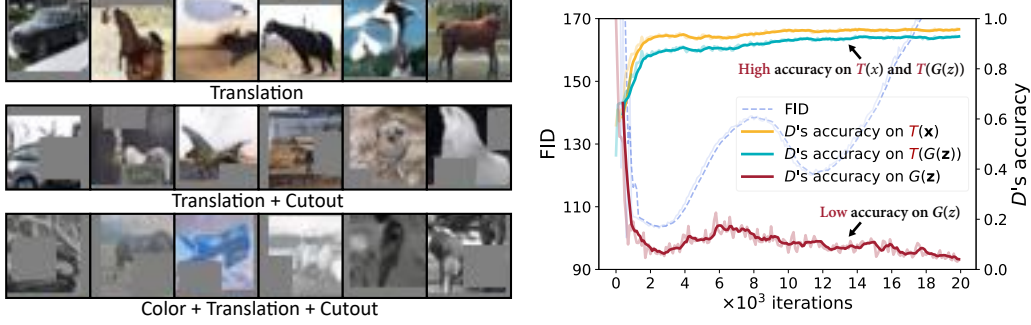 Translation
Translation + Cutout
Color + Translation + Cutout
170
150
130
110
90
FID
1.0
0.8
0.6
0.4
0.2
0.0
D's accuracy
High accuracy on T(x) and T(G(z))
FID
D's accuracy on T(x)
D's accuracy on T(G(z))
D's accuracy on G(z)
Low accuracy on G(z)
0 2 4 6 8 10 12 14 16 18 20
×10³ iterations